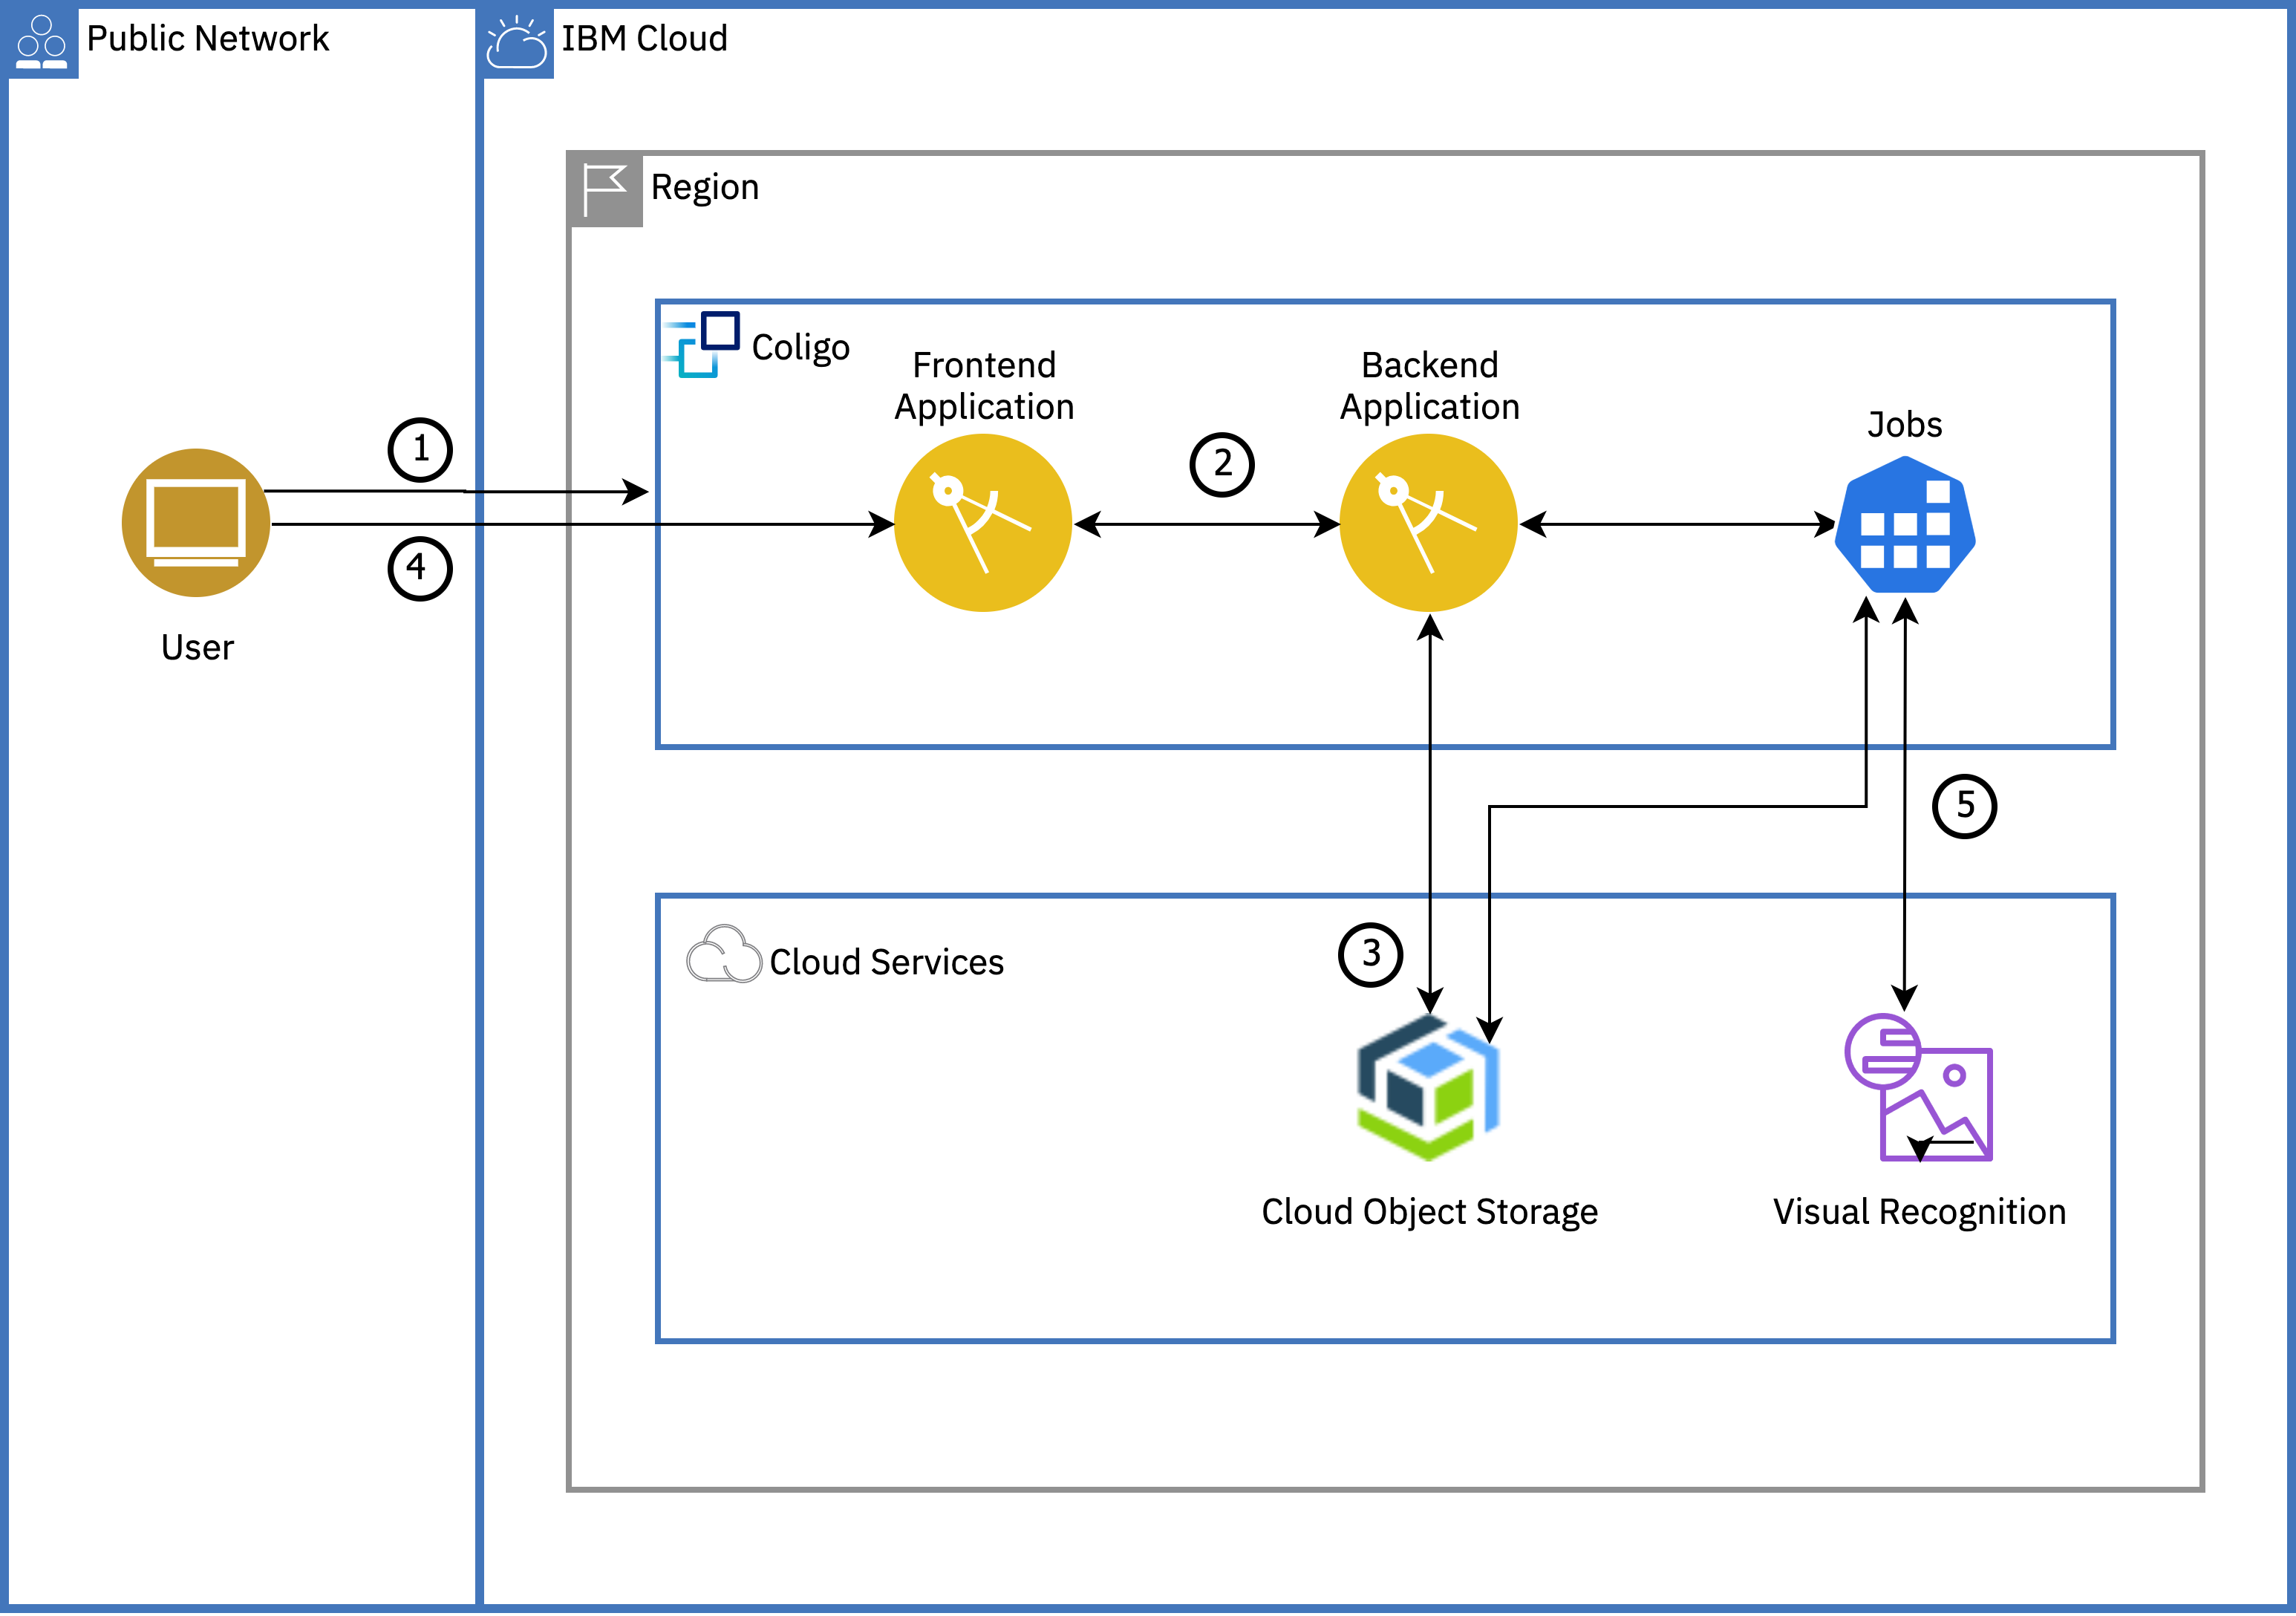 Public Network
IBM Cloud
Region
Coligo
Frontend
Application
Backend
Application
Jobs
1
2
4
User
5
3
Cloud Services
Cloud Object Storage
Visual Recognition